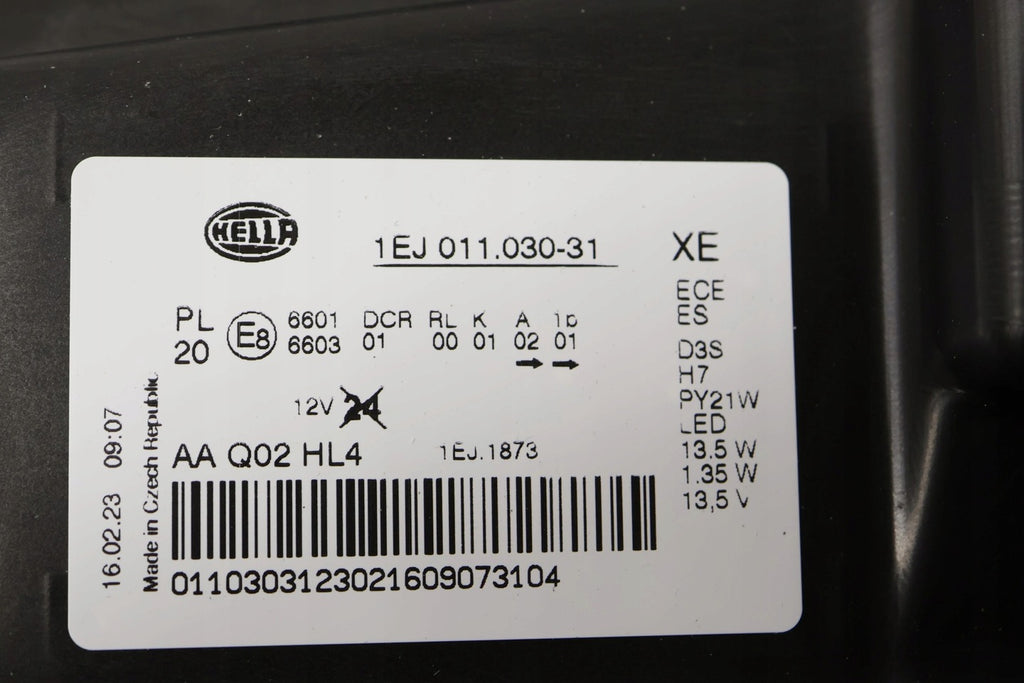 HELLA
1EJ 011.030-31
XE
ECE
ES
PL
20
E8
6601 DCR RL K A 1b
6603 01 00 01 02 01
D3S
H7
PY21W
LED
13.5 W
1.35 W
13,5 V
12V 24
AA Q02 HL4
1EJ.1873
0110303123021609073104
16.02.23 09:07
Made in Czech Republic